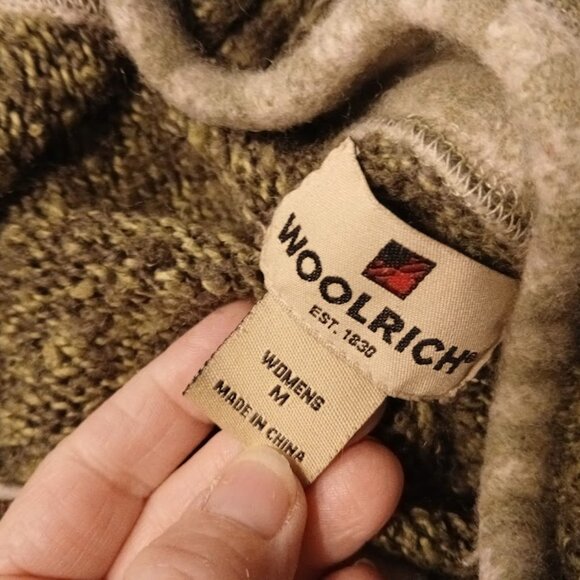 WOOLRICH®
EST. 1830
WOMENS
M
MADE IN CHINA